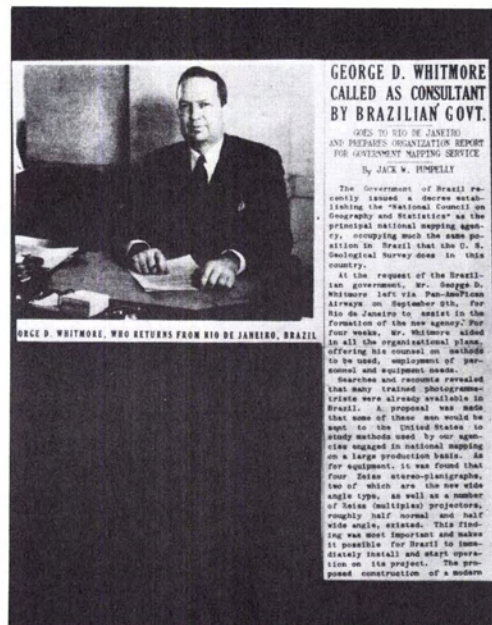 GEORGE D. WHITMORE
CALLED AS CONSULTANT
BY BRAZILIAN GOVT.
GOES TO RIO DE JANEIRO
AND PREPARES ORGANIZATION REPORT
FOR GOVERNMENT MAPPING SERVICE
By JACK W. PUMPELLY
The Government of Brazil re-
cently issued a decree estab-
lishing the "National Council on
Geography and Statistics" as the
principal national mapping agen-
cy, occupying much the same po-
sition in Brazil that the U. S.
Geological Survey does in this
country.
At the request of the Brazil-
ian government, Mr. George D.
Whitmore left via Pan-American
Airways on September 9th, for
Rio de Janeiro to assist in the
formation of the new agency. For
four weeks, Mr. Whitmore aided
in all the organizational plans,
offering his counsel on methods
to be used, employment of per-
sonnel and equipment needs.
Searches and recounts revealed
that many trained photogramme-
trists were already available in
Brazil. A proposal was made
that some of these men would be
sent to the United States to
study methods used by our agen-
cies engaged in national mapping
on a large production basis. As
for equipment, it was found that
four Zeiss stereo-planigraphs,
two of which are the new wide
angle type, as well as a number
of Zeiss (multiplex) projectors,
roughly half normal and half
wide angle, existed. This find-
ing was most important and makes
it possible for Brazil to imme-
diately install and start opera-
tion on its project. The pro-
posed construction of a modern
ORGE D. WHITMORE, WHO RETURNS FROM RIO DE JANEIRO, BRAZIL